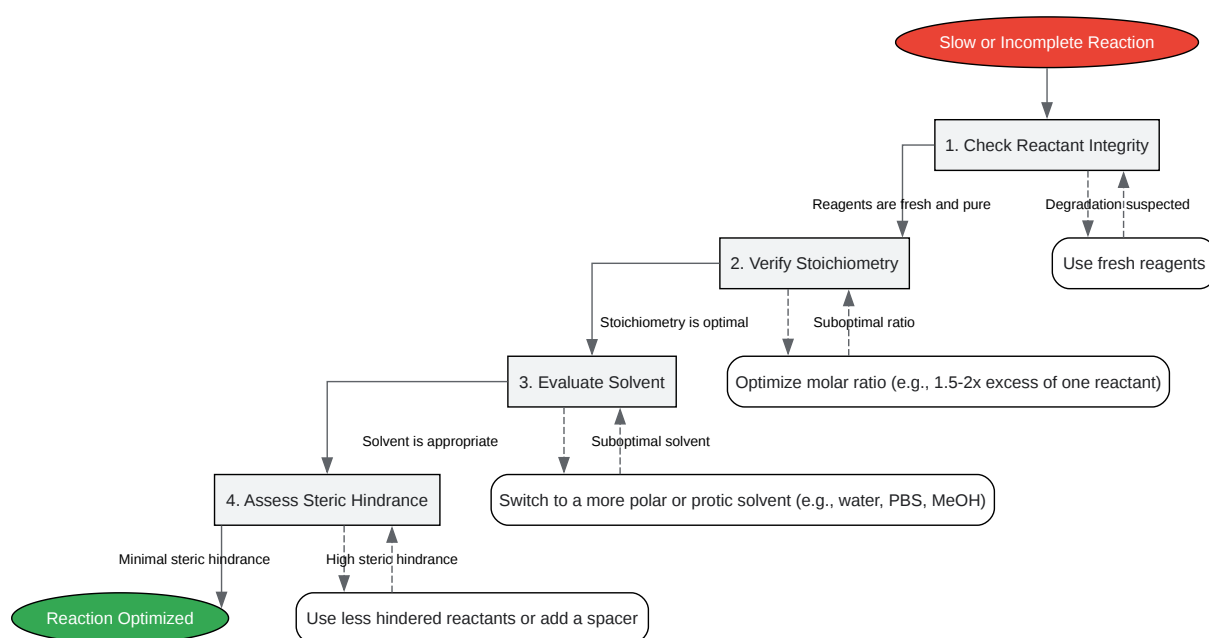 Slow or Incomplete Reaction
1. Check Reactant Integrity
Reagents are fresh and pure
Degradation suspected
2. Verify Stoichiometry
Use fresh reagents
Stoichiometry is optimal
Suboptimal ratio
3. Evaluate Solvent
Optimize molar ratio (e.g., 1.5-2x excess of one reactant)
Solvent is appropriate
Suboptimal solvent
4. Assess Steric Hindrance
Switch to a more polar or protic solvent (e.g., water, PBS, MeOH)
Minimal steric hindrance
High steric hindrance
Reaction Optimized
Use less hindered reactants or add a spacer